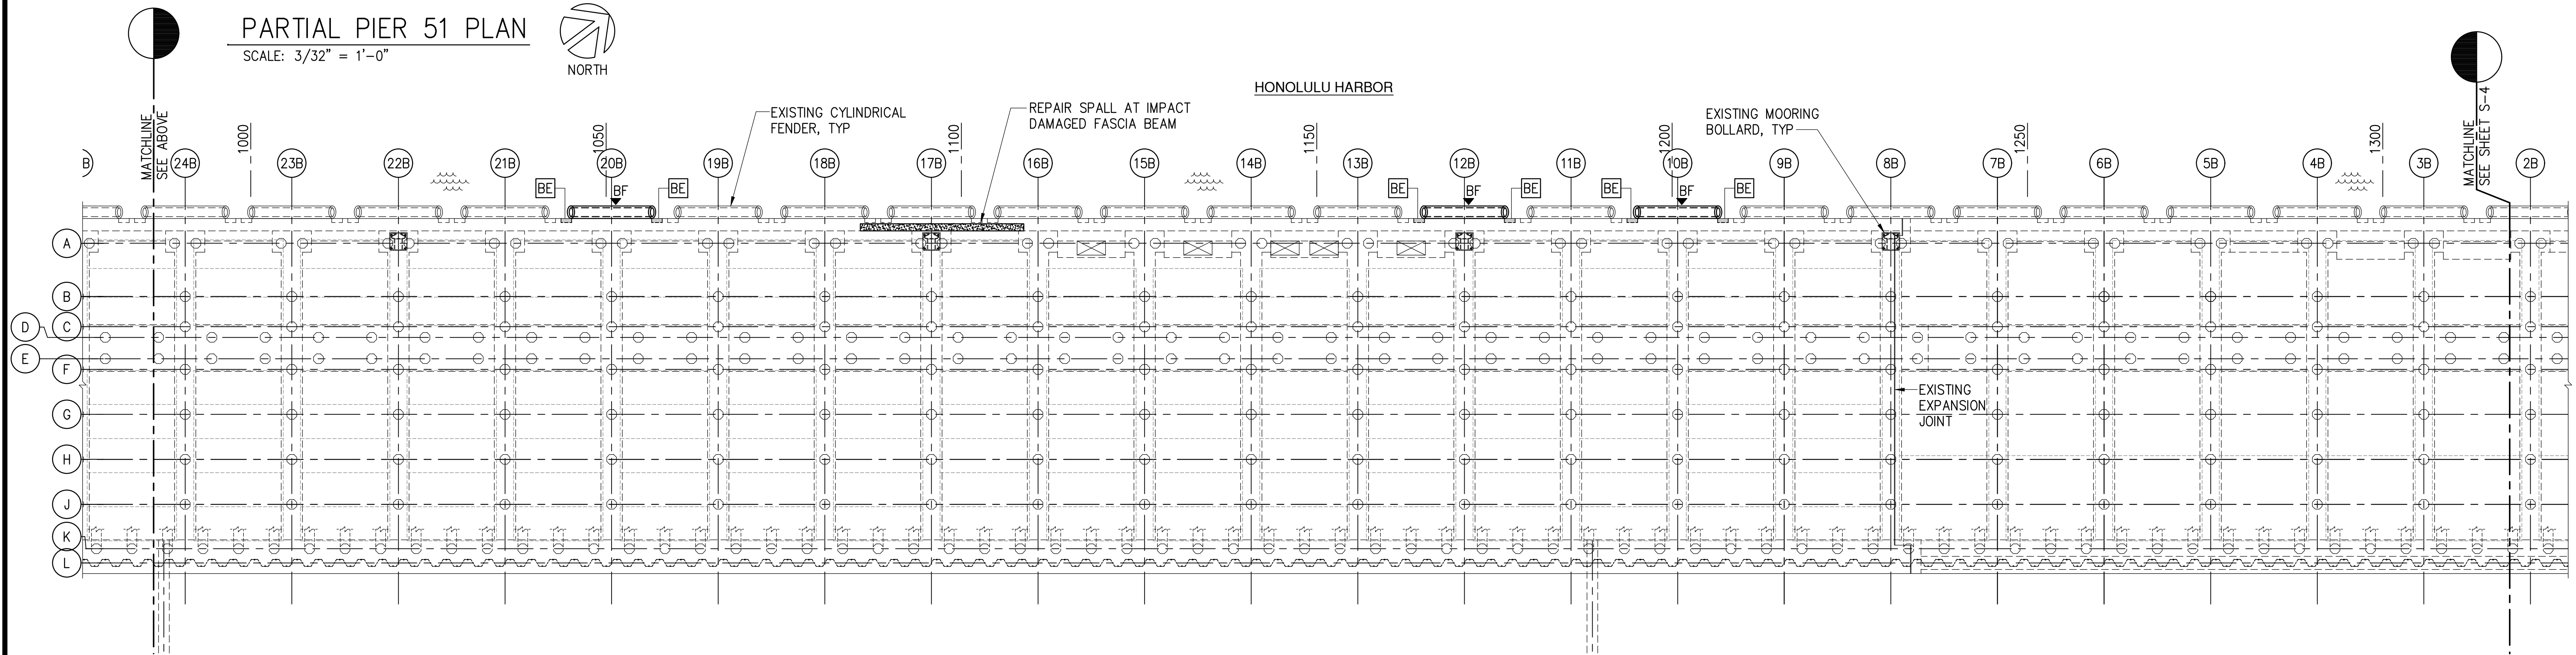 PARTIAL PIER 51 PLAN
SCALE: 3/32" = 1'-0"
NORTH
HONOLULU HARBOR
MATCHLINE
SEE ABOVE
EXISTING CYLINDRICAL
FENDER, TYP
REPAIR SPALL AT IMPACT
DAMAGED FASCIA BEAM
EXISTING MOORING
BOLLARD, TYP
MATCHLINE
SEE SHEET S-4
1000
1050
1100
1150
1200
1250
1300
B
24B
23B
22B
21B
20B
19B
18B
17B
16B
15B
14B
13B
12B
11B
10B
9B
8B
7B
6B
5B
4B
3B
2B
BE
BF
BE
BE
BF
BE
BE
BF
BE
A
B
C
D
E
F
G
H
J
K
L
EXISTING
EXPANSION
JOINT